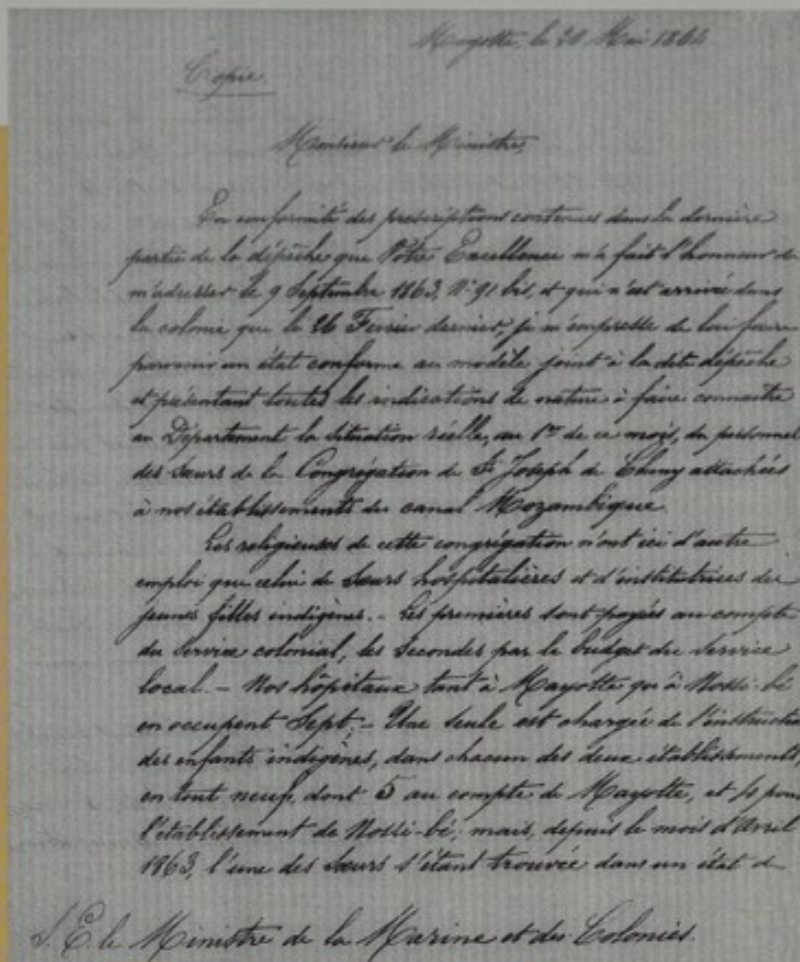 Mayotte, le 20 Mai 1864
Copie
Monsieur le Ministre,
En conformité des prescriptions contenues dans la dernière
partie de la dépêche que Votre Excellence m'a fait l'honneur de
m'adresser le 9 Septembre 1863, N° 91 bis, et qui n'est arrivée dans
la colonie que le 26 Février dernier, je m'empresse de lui faire
parvenir un état conforme au modèle joint à la dite dépêche
et présentant toutes les indications de nature à faire connaître
au Département la situation réelle, au 1er de ce mois, du personnel
des Sœurs de la Congrégation de St Joseph de Cluny attachées
à nos établissements du canal Mozambique.
Les religieuses de cette congrégation n'ont ici d'autre
emploi que celui de Sœurs hospitalières et d'institutrices des
jeunes filles indigènes. - Les premières sont payées au compte
du Service colonial, les Secondes par le budget du Service
local. - Nos hôpitaux tant à Mayotte qu'à Nossi-bé
en occupent Sept; - Une seule est chargée de l'instruction
des enfants indigènes, dans chacun des deux établissements,
en tout neuf, dont 5 au compte de Mayotte, et 4 pour
l'établissement de Nossi-bé; mais, depuis le mois d'Avril
1863, l'une des Sœurs s'étant trouvée dans un état de
S. E. le Ministre de la Marine et des Colonies.